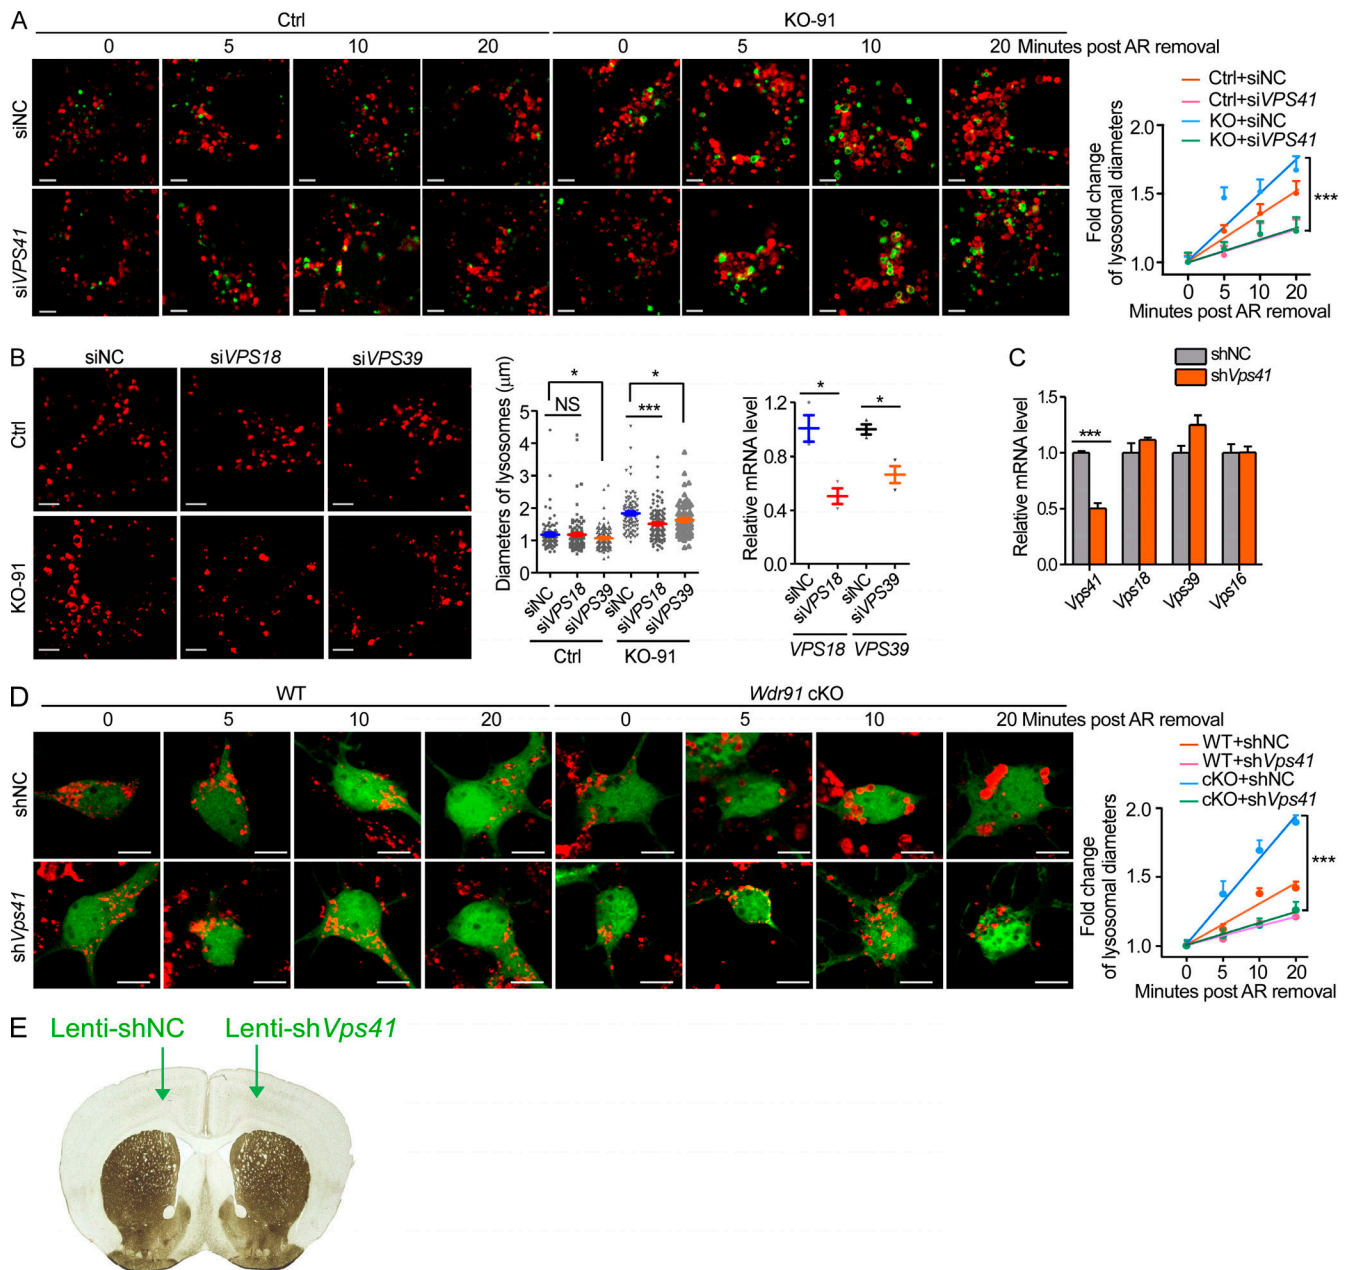 A
Ctrl
KO-91
0 5 10 20 0 5 10 20 Minutes post AR removal
siNC
siVPS41
Ctrl+siNC
Ctrl+siVPS41
KO+siNC
KO+siVPS41
Fold change
of lysosomal diameters
2.0
1.5
1.0
***
0 5 10 20
Minutes post AR removal
B
siNC siVPS18 siVPS39
Ctrl
KO-91
Diameters of lysosomes (μm)
5
4
3
2
1
0
*
NS
*
***
siNC
siVPS18
siVPS39
siNC
siVPS18
siVPS39
Ctrl KO-91
Relative mRNA level
1.2
0.8
0.4
0
*
*
siNC
siVPS18
siNC
siVPS39
VPS18 VPS39
C
shNC
shVps41
Relative mRNA level
1.5
1.0
0.5
0.0
***
Vps41
Vps18
Vps39
Vps16
D
WT
Wdr91 cKO
0 5 10 20 0 5 10 20 Minutes post AR removal
shNC
shVps41
WT+shNC
WT+shVps41
cKO+shNC
cKO+shVps41
Fold change
of lysosomal diameters
2.0
1.5
1.0
***
0 5 10 20
Minutes post AR removal
E
Lenti-shNC Lenti-shVps41